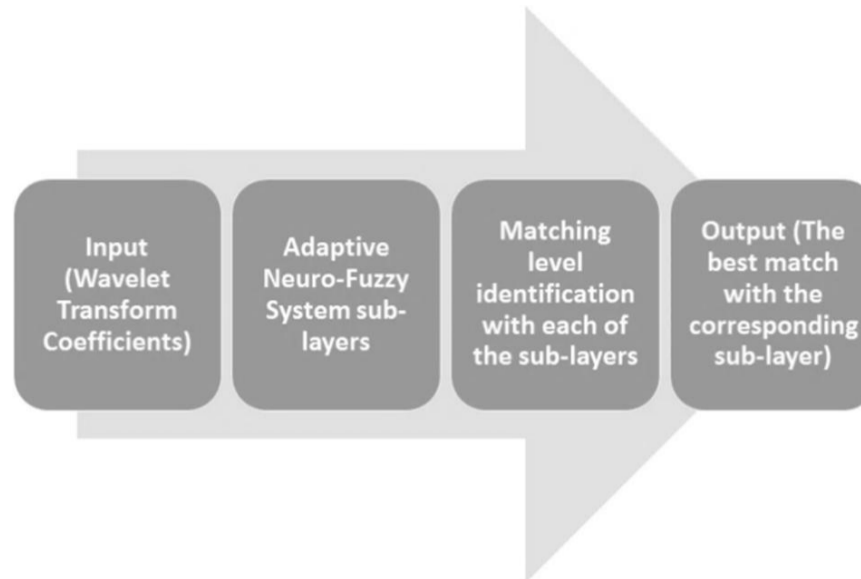 Input
(Wavelet
Transform
Coefficients)
Adaptive
Neuro-Fuzzy
System sub-
layers
Matching
level
identification
with each of
the sub-layers
Output (The
best match
with the
corresponding
sub-layer)